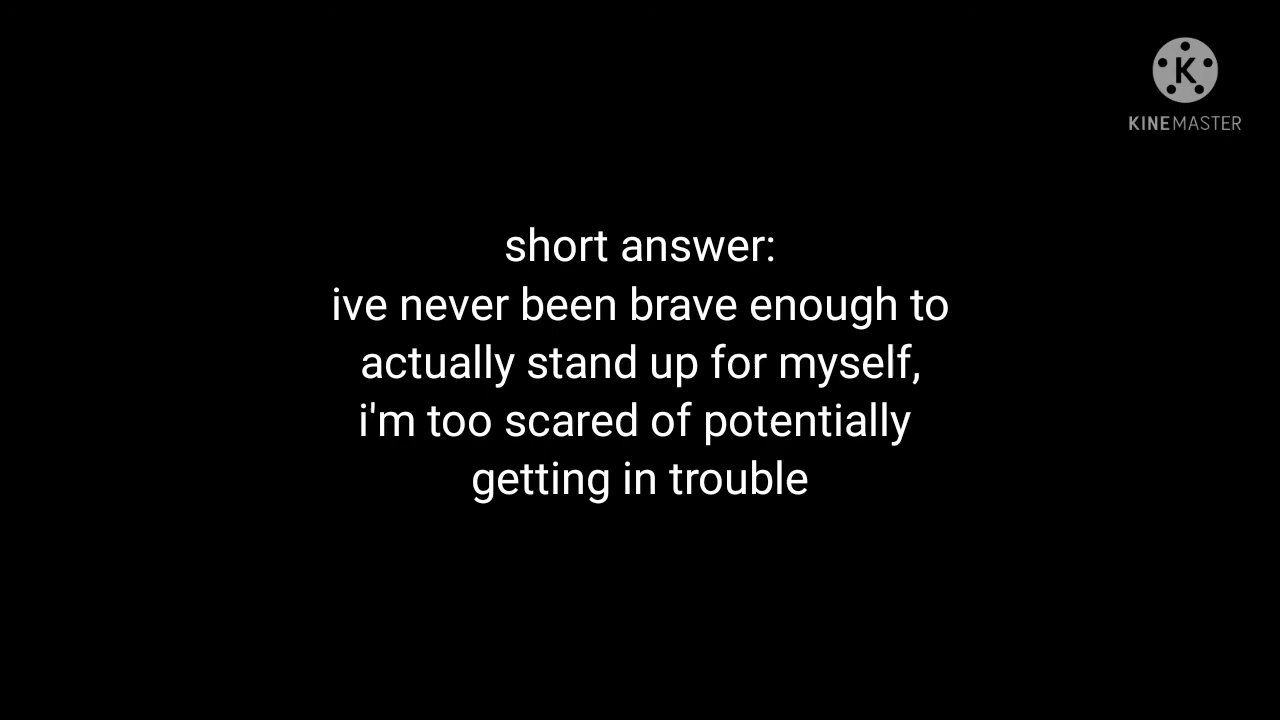 K
KINEMASTER
short answer:
ive never been brave enough to
actually stand up for myself,
i'm too scared of potentially
getting in trouble